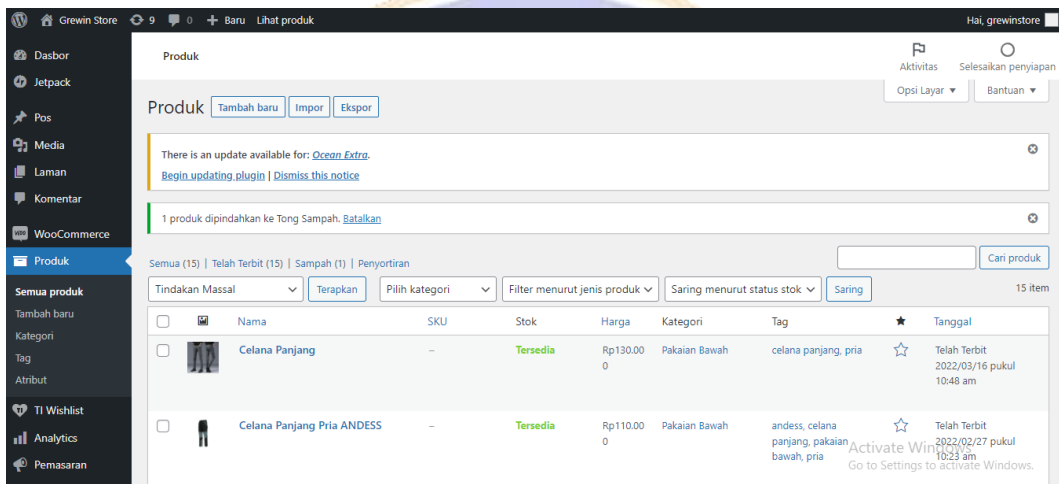 Grewin Store 9 0 + Baru Lihat produk Hai, grewinstore
Dasbor
Jetpack
Pos
Media
Laman
Komentar
WooCommerce
Produk
Semua produk
Tambah baru
Kategori
Tag
Atribut
TI Wishlist
Analytics
Pemasaran
Produk
Aktivitas Selesaikan penyiapan
Opsi Layar ▼ Bantuan ▼
Produk Tambah baru Impor Ekspor
There is an update available for: Ocean Extra.
Begin updating plugin | Dismiss this notice
1 produk dipindahkan ke Tong Sampah. Batalkan
Cari produk
Semua (15) | Telah Terbit (15) | Sampah (1) | Penyortiran
Tindakan Massal Terapkan Pilih kategori Filter menurut jenis produk Saring menurut status stok Saring 15 item
Nama SKU Stok Harga Kategori Tag ★ Tanggal
Celana Panjang – Tersedia Rp130.00 Pakaian Bawah celana panjang, pria Telah Terbit
0 2022/03/16 pukul
10:48 am
Celana Panjang Pria ANDESS – Tersedia Rp110.00 Pakaian Bawah andess, celana Telah Terbit
0 panjang, pakaian 2022/02/27 pukul
bawah, pria 10:23 am
Activate Windows
Go to Settings to activate Windows.